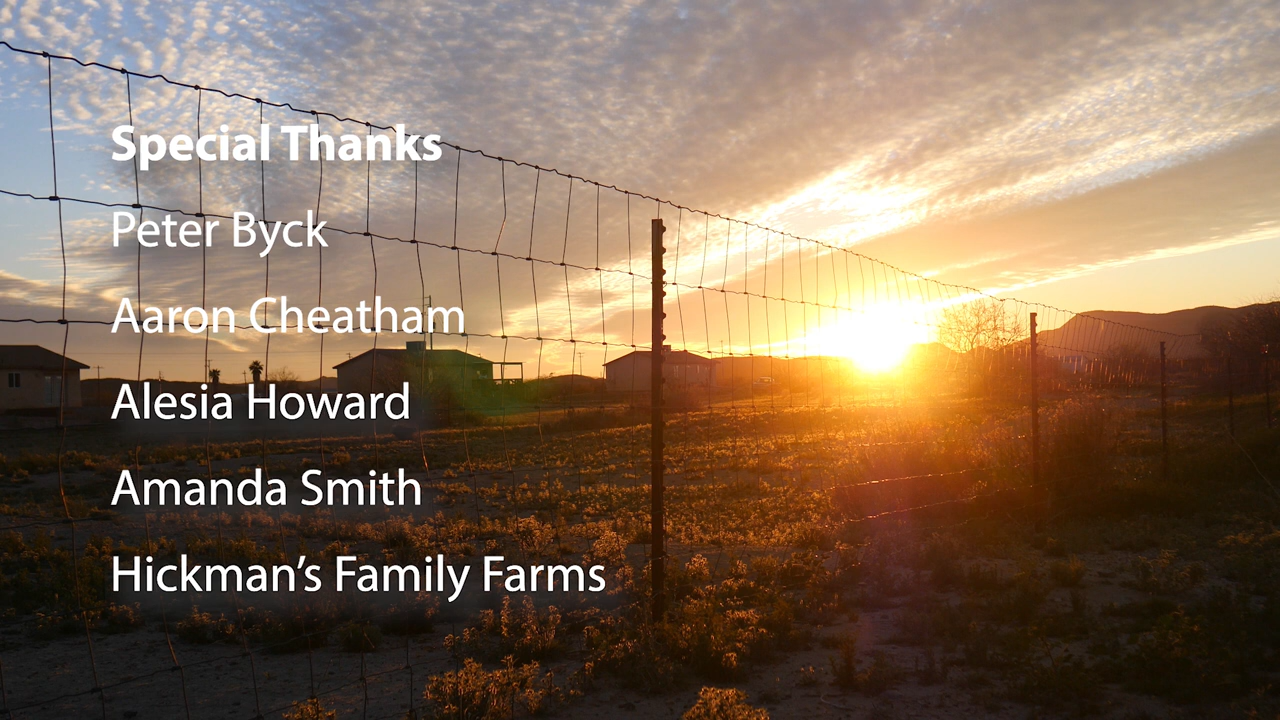 Special Thanks
Peter Byck
Aaron Cheatham
Alesia Howard
Amanda Smith
Hickman’s Family Farms